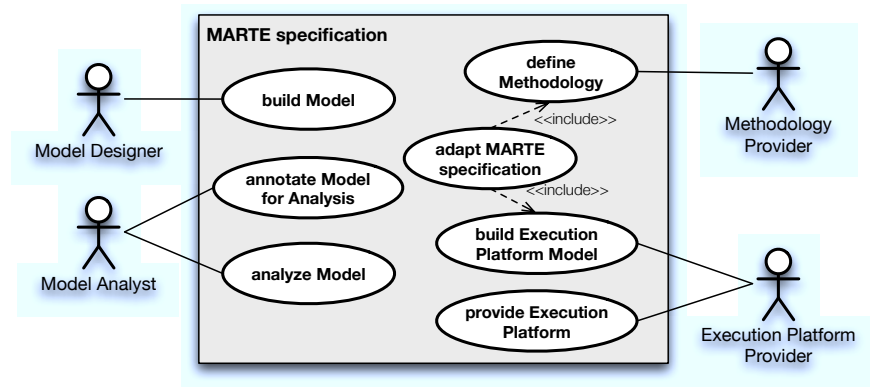 MARTE specification
define
Methodology
build Model
<<include>>
Model Designer
Methodology
Provider
adapt MARTE
specification
annotate Model
for Analysis
<<include>>
build Execution
Platform Model
analyze Model
Model Analyst
provide Execution
Platform
Execution Platform
Provider